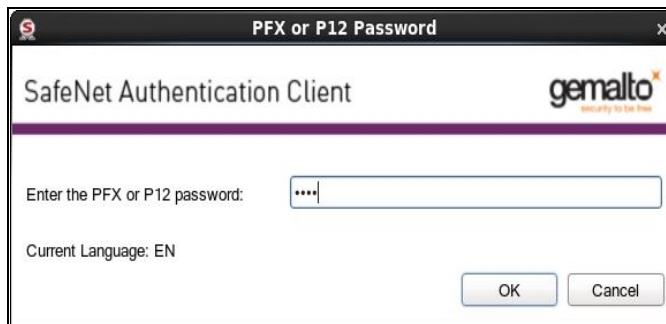 PFX or P12 Password
SafeNet Authentication Client
gemalto
security to be free
Enter the PFX or P12 password:
••••
Current Language: EN
OK
Cancel